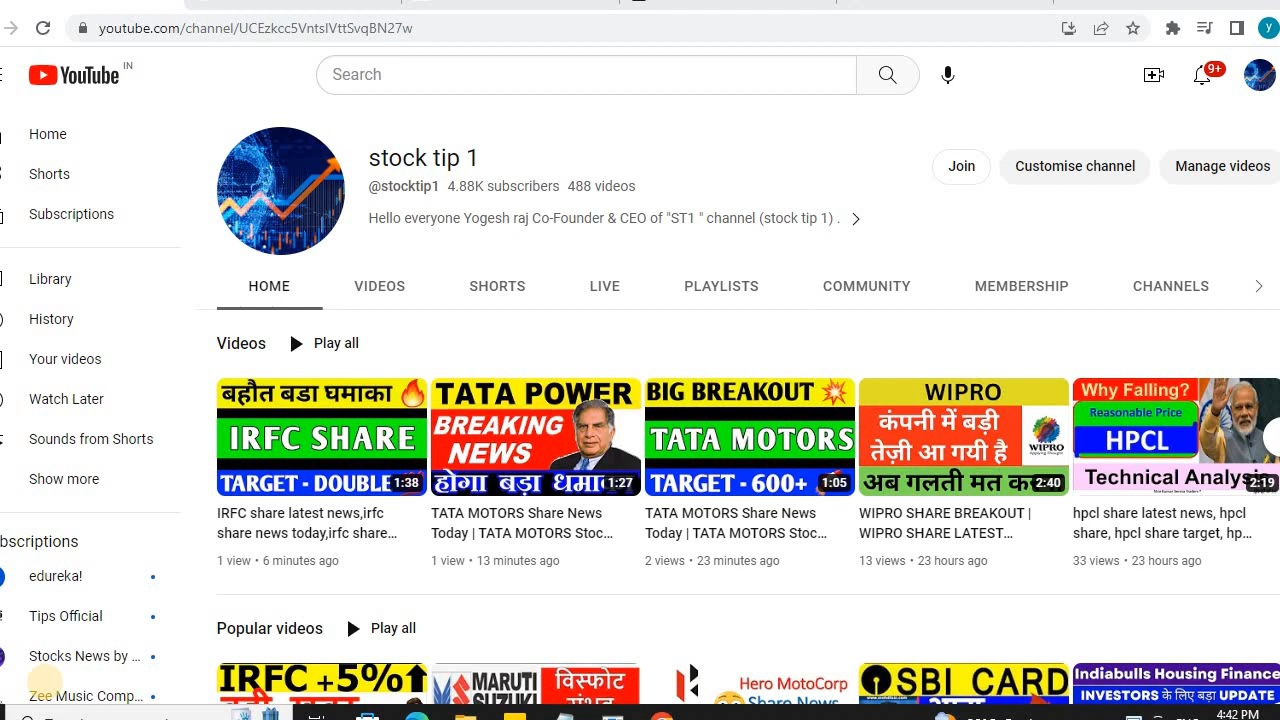 youtube.com/channel/UCEzkcc5VntsIVttSvqBN27w
y
YouTube IN
Search
9+
Home
Shorts
Subscriptions
Library
History
Your videos
Watch Later
Sounds from Shorts
Show more
bscriptions
edureka!
Tips Official
Stocks News by ...
Zee Music Comp...
stock tip 1
@stocktip1 4.88K subscribers 488 videos
Hello everyone Yogesh raj Co-Founder & CEO of "ST1 " channel (stock tip 1) .
Join
Customise channel
Manage videos
HOME
VIDEOS
SHORTS
LIVE
PLAYLISTS
COMMUNITY
MEMBERSHIP
CHANNELS
Videos
Play all
बहौत बडा घमाका
IRFC SHARE
TARGET - DOUBLE
1:38
IRFC share latest news,irfc
share news today,irfc share...
1 view • 6 minutes ago
TATA POWER
BREAKING
NEWS
होगा बड़ा
1:27
TATA MOTORS Share News
Today | TATA MOTORS Stoc...
1 view • 13 minutes ago
BIG BREAKOUT
TATA MOTORS
TARGET - 600+
1:05
TATA MOTORS Share News
Today | TATA MOTORS Stoc...
2 views • 23 minutes ago
WIPRO
कंपनी में बड़ी
तेज़ी आ गयी है
WIPRO
अब गलती मत
2:40
WIPRO SHARE BREAKOUT |
WIPRO SHARE LATEST...
13 views • 23 hours ago
Why Falling?
Reasonable Price
HPCL
Technical Analysis
2:19
hpcl share latest news, hpcl
share, hpcl share target, hp...
33 views • 23 hours ago
Popular videos
Play all
IRFC +5%
MARUTI
SUZUKI
विस्फोट
Hero MotoCorp
Share News
SBI CARD
Indiabulls Housing Finance
INVESTORS के लिए बड़ा UPDATE
4:42 PM